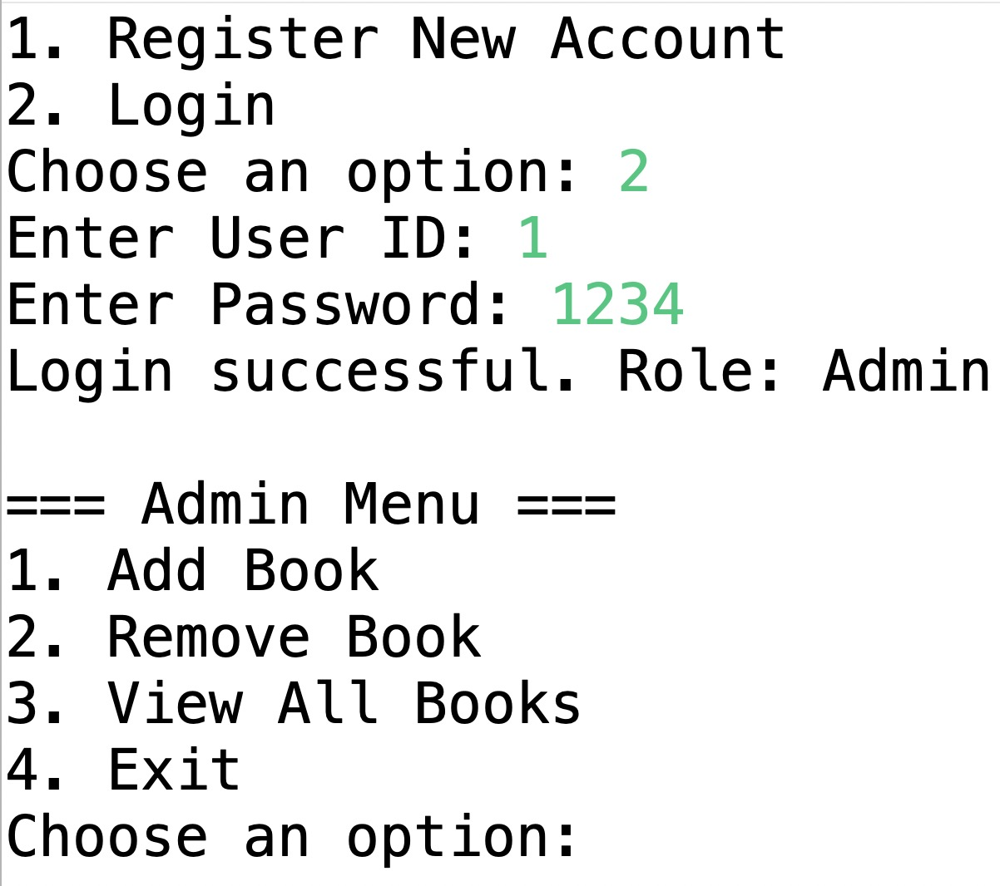 1. Register New Account
2. Login
Choose an option: 2
Enter User ID: 1
Enter Password: 1234
Login successful. Role: Admin

=== Admin Menu ===
1. Add Book
2. Remove Book
3. View All Books
4. Exit
Choose an option: